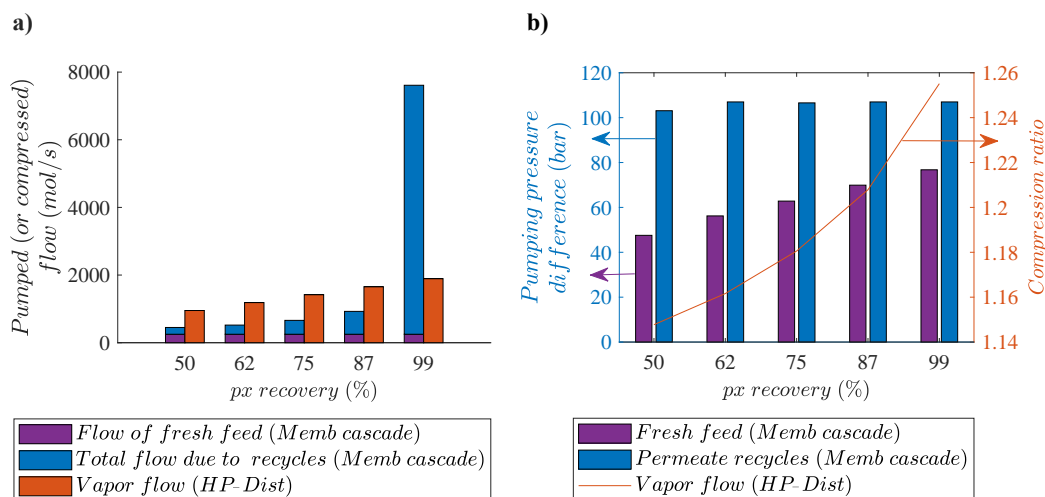 a)
Pumped (or compressed)
flow (mol/s)
8000
6000
4000
2000
0
50 62 75 87 99
px recovery (%)
Flow of fresh feed (Memb cascade)
Total flow due to recycles (Memb cascade)
Vapor flow (HP-Dist)
b)
Pumping pressure
difference (bar)
120
100
80
60
40
20
0
1.26
1.24
1.22
1.2
1.18
1.16
1.14
Compression ratio
50 62 75 87 99
px recovery (%)
Fresh feed (Memb cascade)
Permeate recycles (Memb cascade)
Vapor flow (HP-Dist)